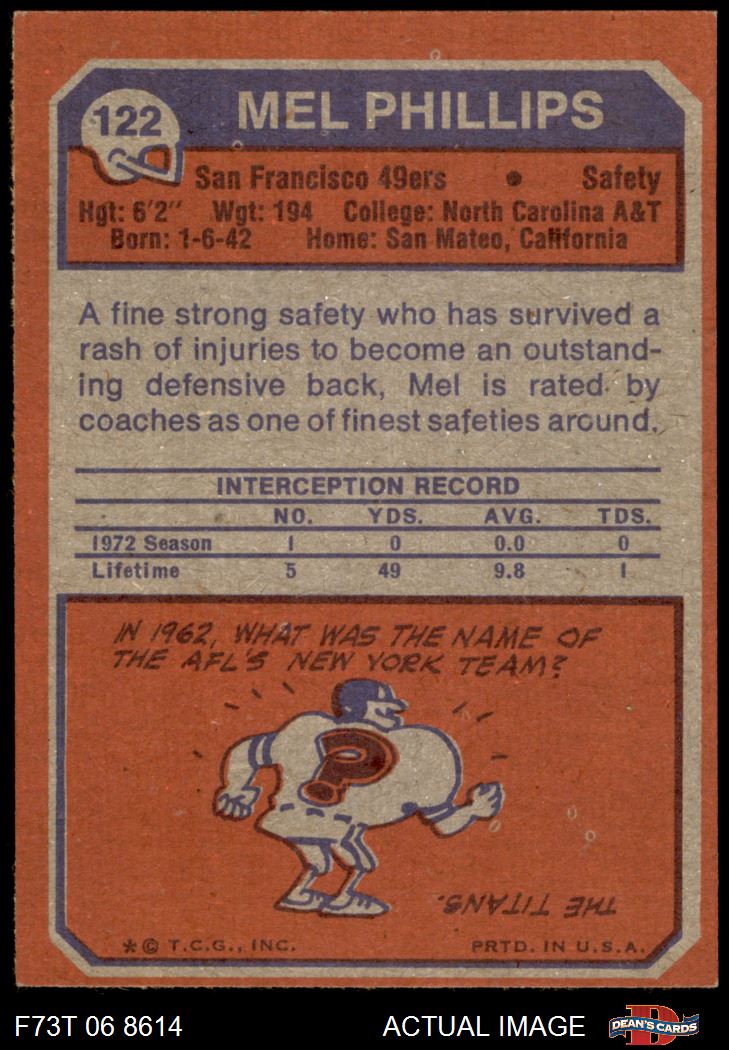 122
MEL PHILLIPS
San Francisco 49ers • Safety
Hgt: 6'2" Wgt: 194 College: North Carolina A&T
Born: 1-6-42 Home: San Mateo, California
A fine strong safety who has survived a
rash of injuries to become an outstand-
ing defensive back, Mel is rated by
coaches as one of finest safeties around.
INTERCEPTION RECORD
NO. YDS. AVG. TDS.
1972 Season 1 0 0.0 0
Lifetime 5 49 9.8 1
IN 1962, WHAT WAS THE NAME OF
THE AFL'S NEW YORK TEAM?
?
THE TITANS.
*© T.C.G., INC. PRTD. IN U.S.A.
F73T 06 8614 ACTUAL IMAGE D DEAN'S CARDS